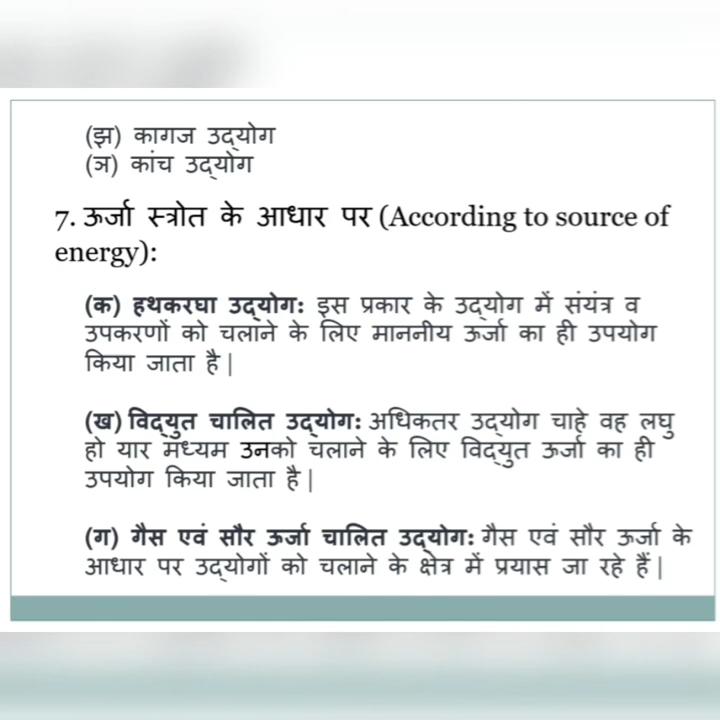 (झ) कागज उद्योग
(ञ) कांच उद्योग
7. ऊर्जा स्त्रोत के आधार पर (According to source of
energy):
(क) हथकरघा उद्योग: इस प्रकार के उद्योग में संयंत्र व
उपकरणों को चलाने के लिए माननीय ऊर्जा का ही उपयोग
किया जाता है |
(ख) विद्युत चालित उद्योग: अधिकतर उद्योग चाहे वह लघु
हो यार मध्यम उनको चलाने के लिए विद्युत ऊर्जा का ही
उपयोग किया जाता है |
(ग) गैस एवं सौर ऊर्जा चालित उद्योग: गैस एवं सौर ऊर्जा के
आधार पर उद्योगों को चलाने के क्षेत्र में प्रयास जा रहे हैं |